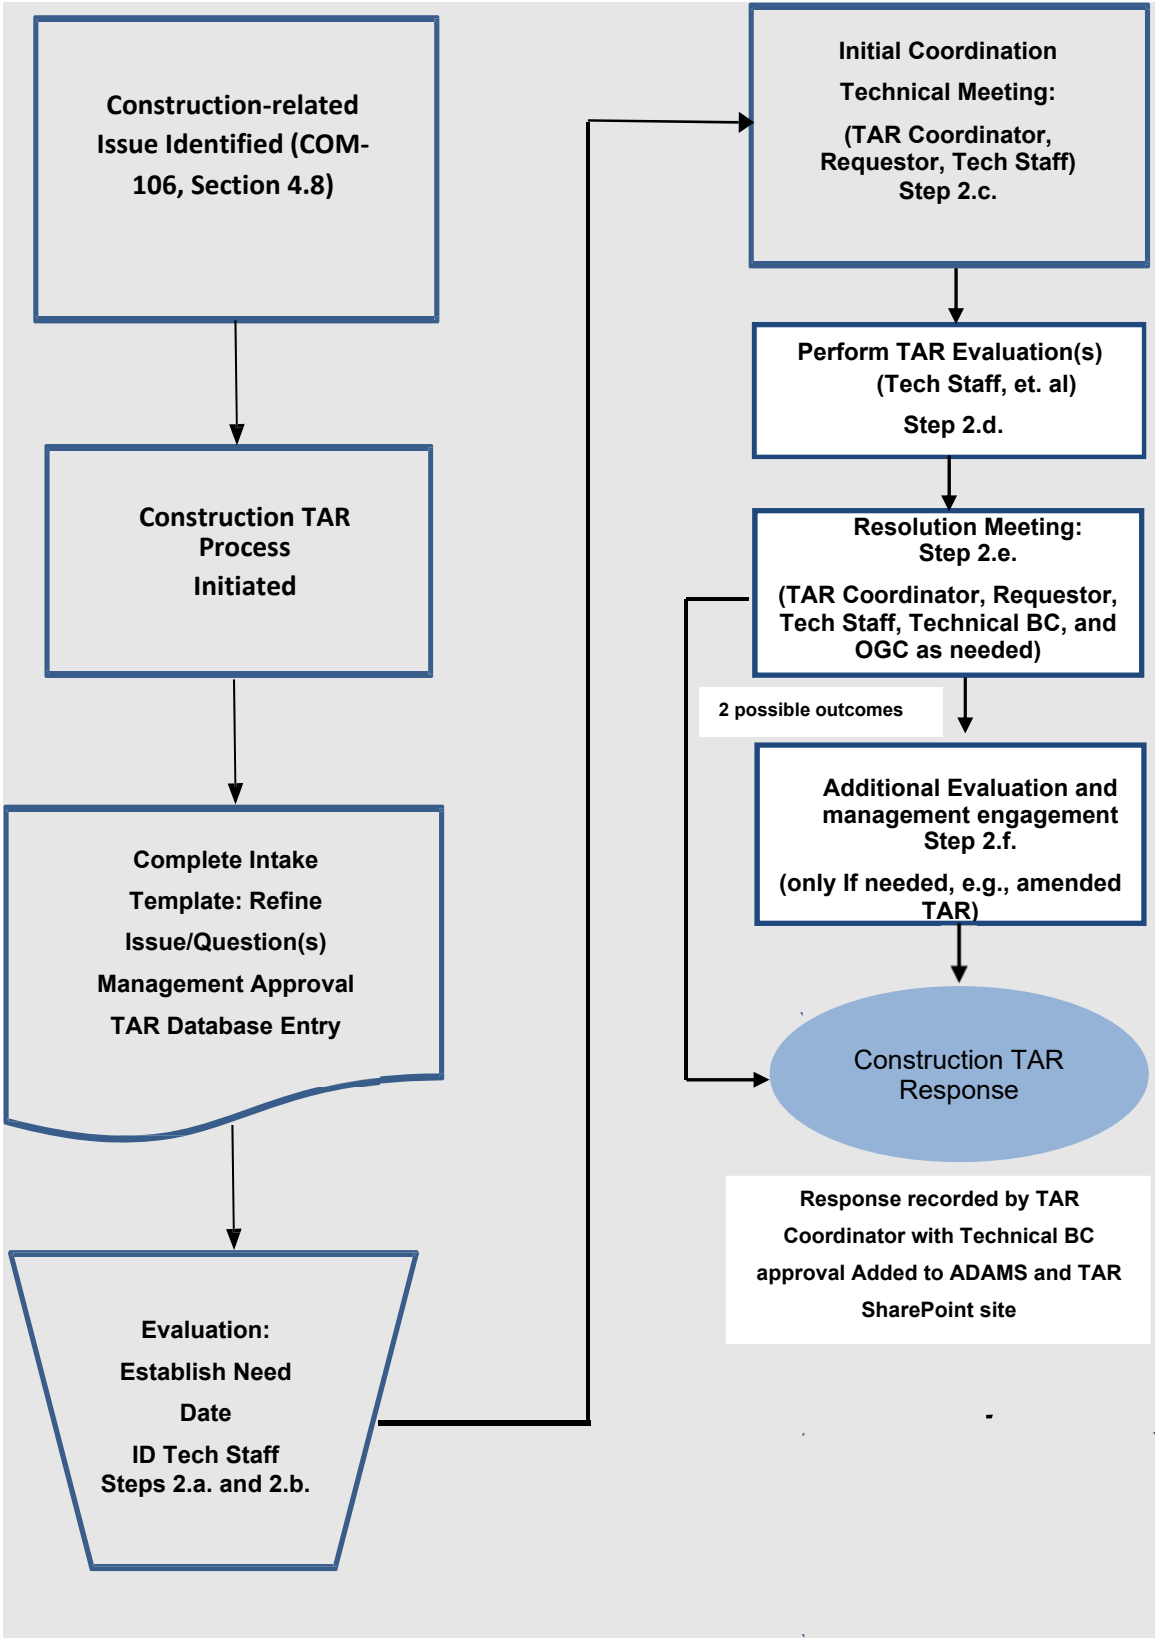 Construction-related
Issue Identified (COM-
106, Section 4.8)
Construction TAR
Process
Initiated
Complete Intake
Template: Refine
Issue/Question(s)
Management Approval
TAR Database Entry
Evaluation:
Establish Need
Date
ID Tech Staff
Steps 2.a. and 2.b.
Initial Coordination
Technical Meeting:
(TAR Coordinator,
Requestor, Tech Staff)
Step 2.c.
Perform TAR Evaluation(s)
(Tech Staff, et. al)
Step 2.d.
Resolution Meeting:
Step 2.e.
(TAR Coordinator, Requestor,
Tech Staff, Technical BC, and
OGC as needed)
2 possible outcomes
Additional Evaluation and
management engagement
Step 2.f.
(only If needed, e.g., amended
TAR)
Construction TAR
Response
Response recorded by TAR
Coordinator with Technical BC
approval Added to ADAMS and TAR
SharePoint site